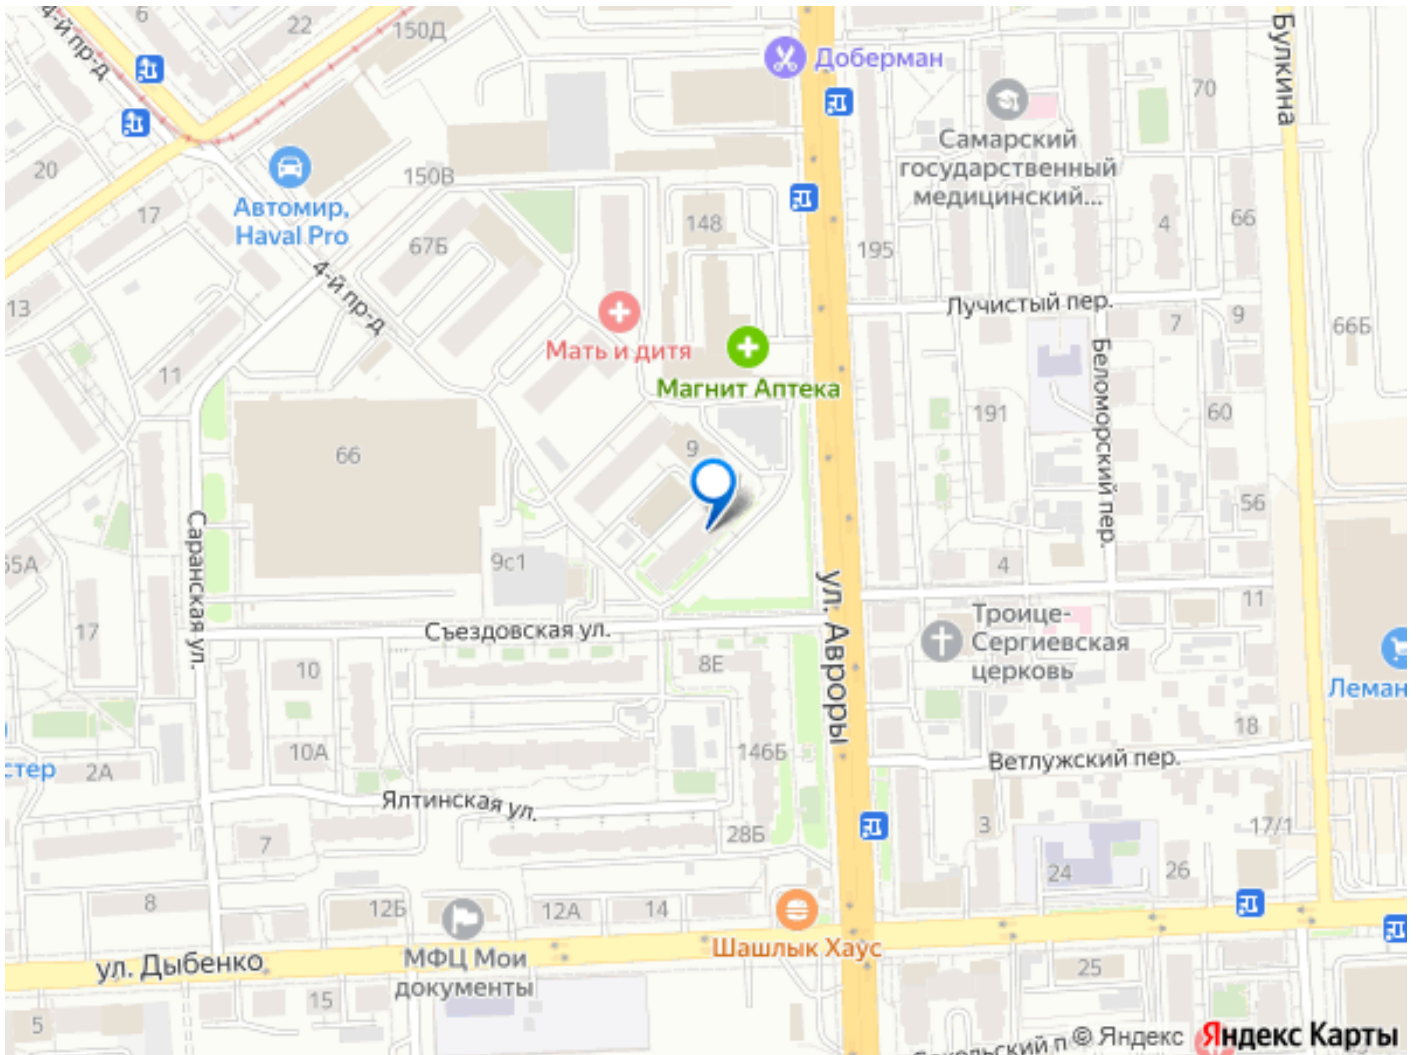 6
22
150Д
4-й пр-д
Доберман
Булкина
70
Самарский
государственный
медицинский...
20
150В
17
Автомир,
Haval Pro
67Б
148
195
4
66
4-й пр-д
13
Лучистый пер.
7
9
66Б
Мать и дитя
Магнит Аптека
11
Беломорский пер.
191
60
66
9
56
Саранская ул.
55А
9с1
4
11
ул. Авроры
17
Съездовская ул.
Троице-
Сергиевская
церковь
10
8Е
Леман
18
10А
146Б
Ветлужский пер.
стер
2А
Ялтинская ул.
7
28Б
3
17/1
24
26
8
12Б
12А
14
Шашлык Хаус
ул. Дыбенко
МФЦ Мои
документы
25
15
5
© Яндекс
Яндекс Карты